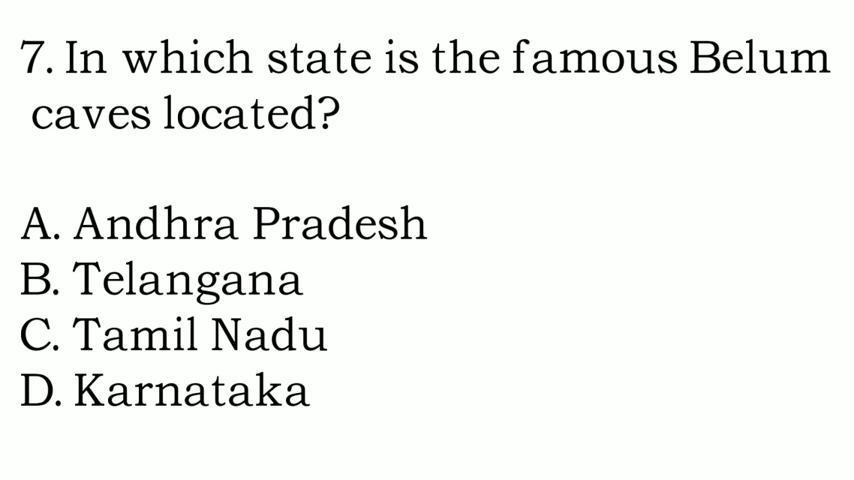 7. In which state is the famous Belum
caves located?
A. Andhra Pradesh
B. Telangana
C. Tamil Nadu
D. Karnataka